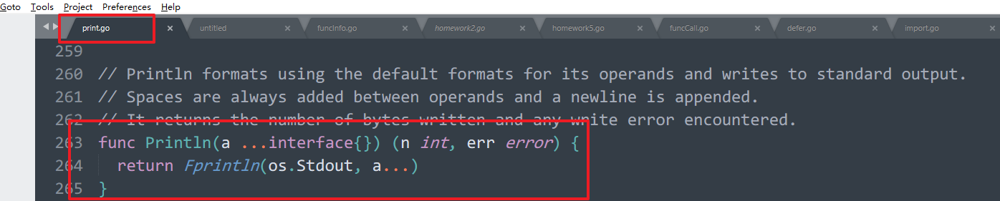 Goto Tools Project Preferences Help
print.go × untitled × funcInfo.go × homework2.go × homework5.go × funcCall.go × defer.go × import.go ×
259
260 // Println formats using the default formats for its operands and writes to standard output.
261 // Spaces are always added between operands and a newline is appended.
262 // It returns the number of bytes written and any write error encountered.
263 func Println(a ...interface{}) (n int, err error) {
264 return Fprintln(os.Stdout, a...)
265 }